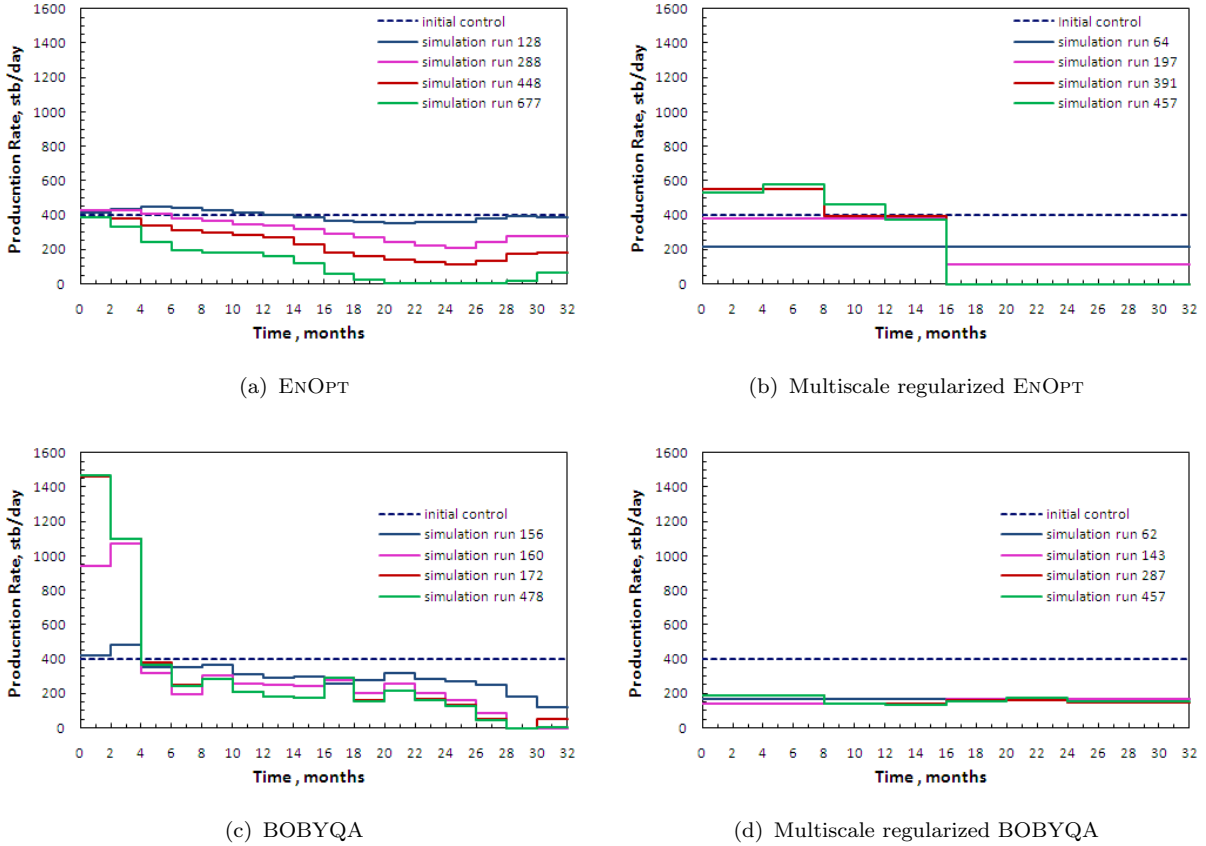 1600
1400
1200
1000
800
600
400
200
0
Producntion Rate, stb/day
0 2 4 6 8 10 12 14 16 18 20 22 24 26 28 30 32
Time , months
initial control
simulation run 128
simulation run 288
simulation run 448
simulation run 677
(a) ENOPT
1600
1400
1200
1000
800
600
400
200
0
Producntion Rate, stb/day
0 2 4 6 8 10 12 14 16 18 20 22 24 26 28 30 32
Time , months
initial control
simulation run 64
simulation run 197
simulation run 391
simulation run 457
(b) Multiscale regularized ENOPT
1600
1400
1200
1000
800
600
400
200
0
Producntion Rate, stb/day
0 2 4 6 8 10 12 14 16 18 20 22 24 26 28 30 32
Time , months
initial control
simulation run 156
simulation run 160
simulation run 172
simulation run 478
(c) BOBYQA
1600
1400
1200
1000
800
600
400
200
0
Producntion Rate, stb/day
0 2 4 6 8 10 12 14 16 18 20 22 24 26 28 30 32
Time , months
initial control
simulation run 62
simulation run 143
simulation run 287
simulation run 457
(d) Multiscale regularized BOBYQA